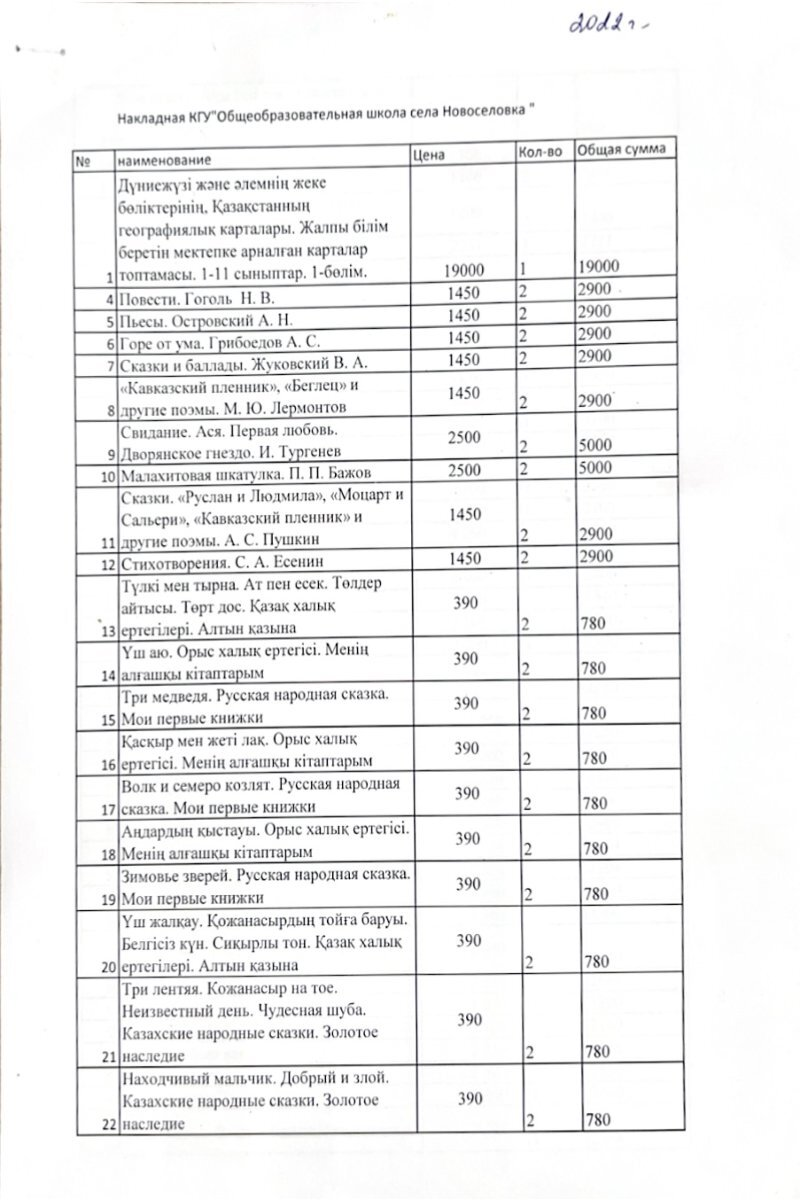 2022 г.
Накладная КГУ"Общеобразовательная школа села Новоселовка "
№ наименование Цена Кол-во Общая сумма
Дүниежүзі және әлемнің жеке
бөліктерінің, Қазақстанның
географиялық карталары. Жалпы білім
беретін мектепке арналған карталар
1 топтамасы. 1-11 сыныптар. 1-бөлім. 19000 1 19000
4 Повести. Гоголь Н. В. 1450 2 2900
5 Пьесы. Островский А. Н. 1450 2 2900
6 Горе от ума. Грибоедов А. С. 1450 2 2900
7 Сказки и баллады. Жуковский В. А. 1450 2 2900
«Кавказский пленник», «Беглец» и
8 другие поэмы. М. Ю. Лермонтов 1450 2 2900
Свидание. Ася. Первая любовь.
9 Дворянское гнездо. И. Тургенев 2500 2 5000
10 Малахитовая шкатулка. П. П. Бажов 2500 2 5000
Сказки. «Руслан и Людмила», «Моцарт и
Сальери», «Кавказский пленник» и
11 другие поэмы. А. С. Пушкин 1450 2 2900
12 Стихотворения. С. А. Есенин 1450 2 2900
Түлкі мен тырна. Ат пен есек. Төлдер
айтысы. Төрт дос. Қазақ халық
13 ертегілері. Алтын қазына 390 2 780
Үш аю. Орыс халық ертегісі. Менің
14 алғашқы кітаптарым 390 2 780
Три медведя. Русская народная сказка.
15 Мои первые книжки 390 2 780
Қасқыр мен жеті лақ. Орыс халық
16 ертегісі. Менің алғашқы кітаптарым 390 2 780
Волк и семеро козлят. Русская народная
17 сказка. Мои первые книжки 390 2 780
Аңдардың қыстауы. Орыс халық ертегісі.
18 Менің алғашқы кітаптарым 390 2 780
Зимовье зверей. Русская народная сказка.
19 Мои первые книжки 390 2 780
Үш жалқау. Қожанасырдың тойға баруы.
Белгісіз күн. Сиқырлы тон. Қазақ халық
20 ертегілері. Алтын қазына 390 2 780
Три лентяя. Кожанасыр на тое.
Неизвестный день. Чудесная шуба.
Казахские народные сказки. Золотое
21 наследие 390 2 780
Находчивый мальчик. Добрый и злой.
Казахские народные сказки. Золотое
22 наследие 390 2 780